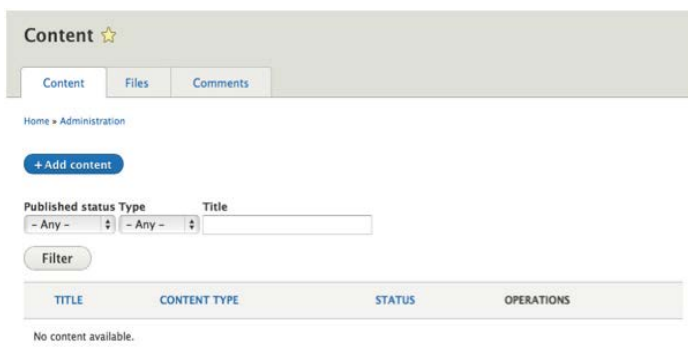 Content
Content Files Comments
Home » Administration
+ Add content
Published status Type Title
- Any - - Any -
Filter
TITLE CONTENT TYPE STATUS OPERATIONS
No content available.